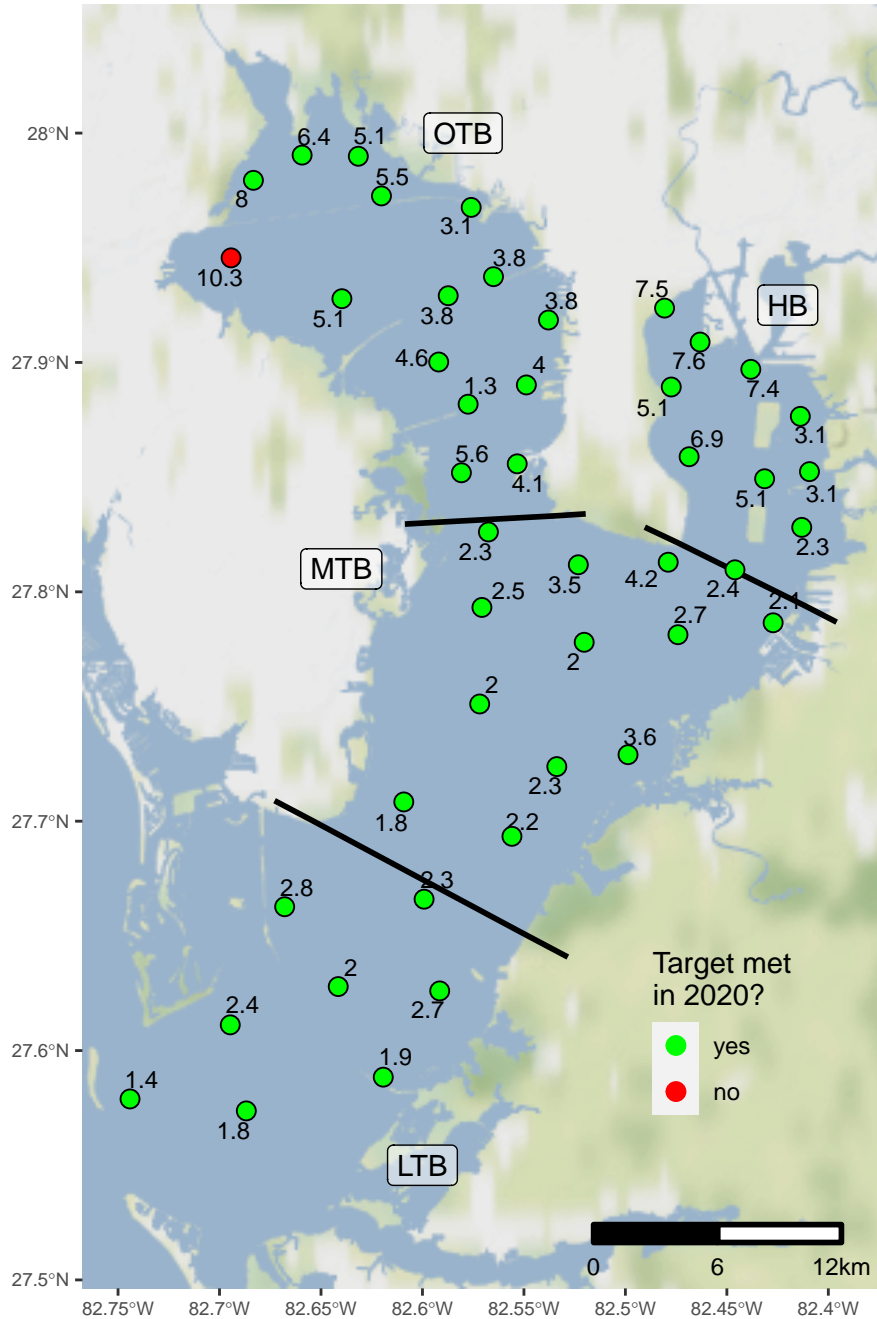 28°N
6.4
5.1
OTB
8
5.5
3.1
10.3
3.8
5.1
3.8
3.8
7.5
HB
27.9°N
4.6
4
7.6
7.4
1.3
5.1
3.1
5.6
4.1
6.9
5.1
3.1
2.3
2.3
MTB
3.5
4.2
2.4
27.8°N
2.5
2.7
2.1
2
2
3.6
2.3
27.7°N
1.8
2.2
2.8
2.3
2
2.7
2.4
Target met
in 2020?
yes
no
27.6°N
1.9
1.4
1.8
LTB
0
6
12km
27.5°N
82.75°W
82.7°W
82.65°W
82.6°W
82.55°W
82.5°W
82.45°W
82.4°W